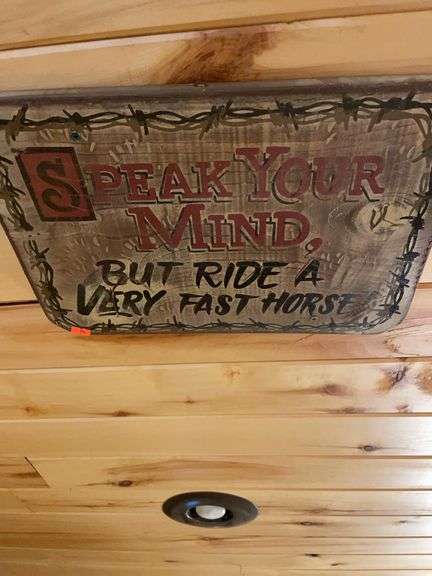 SPEAK YOUR
MIND,
BUT RIDE A
VERY FAST HORSE